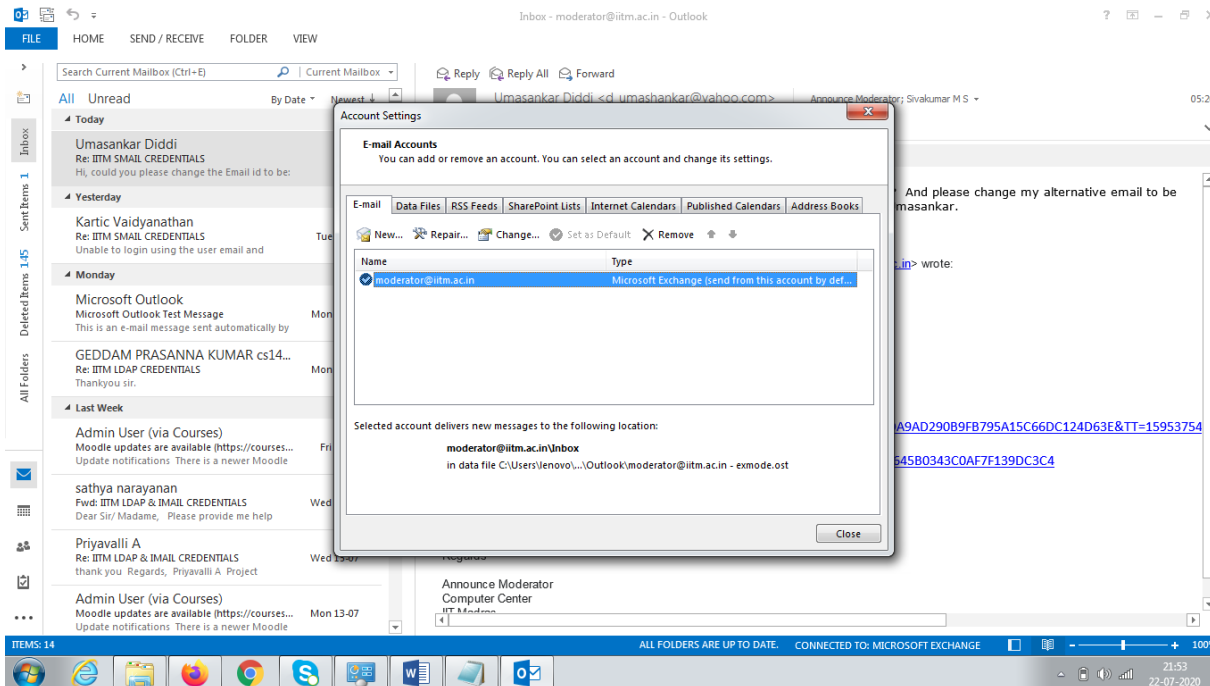 Inbox - moderator@iitm.ac.in - Outlook
FILE HOME SEND / RECEIVE FOLDER VIEW
Search Current Mailbox (Ctrl+E) Current Mailbox
Reply Reply All Forward
All Unread By Date Newest ↓
Umasankar Diddi <d_umashankar@yahoo.com> Announce Moderator; Sivakumar M S 05:2
Inbox
Sent Items 1
Deleted Items 145
All Folders
Today
Umasankar Diddi
Re: IITM SMAIL CREDENTIALS
Hi, could you please change the Email id to be:
Yesterday
Kartic Vaidyanathan
Re: IITM SMAIL CREDENTIALS Tue
Unable to login using the user email and
Monday
Microsoft Outlook
Microsoft Outlook Test Message Mon
This is an e-mail message sent automatically by
GEDDAM PRASANNA KUMAR cs14...
Re: IITM LDAP CREDENTIALS Mon
Thankyou sir.
Last Week
Admin User (via Courses)
Moodle updates are available (https://courses... Fri
Update notifications There is a newer Moodle
sathya narayanan
Fwd: IITM LDAP & IMAIL CREDENTIALS Wed
Dear Sir/ Madame, Please provide me help
Priyavalli A
Re: IITM LDAP & IMAIL CREDENTIALS Wed 15-07
thank you Regards, Priyavalli A Project
Admin User (via Courses)
Moodle updates are available (https://courses... Mon 13-07
Update notifications There is a newer Moodle
Account Settings
E-mail Accounts
You can add or remove an account. You can select an account and change its settings.
E-mail Data Files RSS Feeds SharePoint Lists Internet Calendars Published Calendars Address Books
New... Repair... Change... Set as Default Remove
Name Type
moderator@iitm.ac.in Microsoft Exchange (send from this account by def...
Selected account delivers new messages to the following location:
moderator@iitm.ac.in\Inbox
in data file C:\Users\lenovo\...\Outlook\moderator@iitm.ac.in - exmode.ost
Close
And please change my alternative email to be
masankar.
.in> wrote:
A9AD290B9FB795A15C66DC124D63E&TT=15953754
645B0343C0AF7F139DC3C4
Regards
Announce Moderator
Computer Center
IIT Madras
ITEMS: 14 ALL FOLDERS ARE UP TO DATE. CONNECTED TO: MICROSOFT EXCHANGE 100%
21:53
22-07-2020